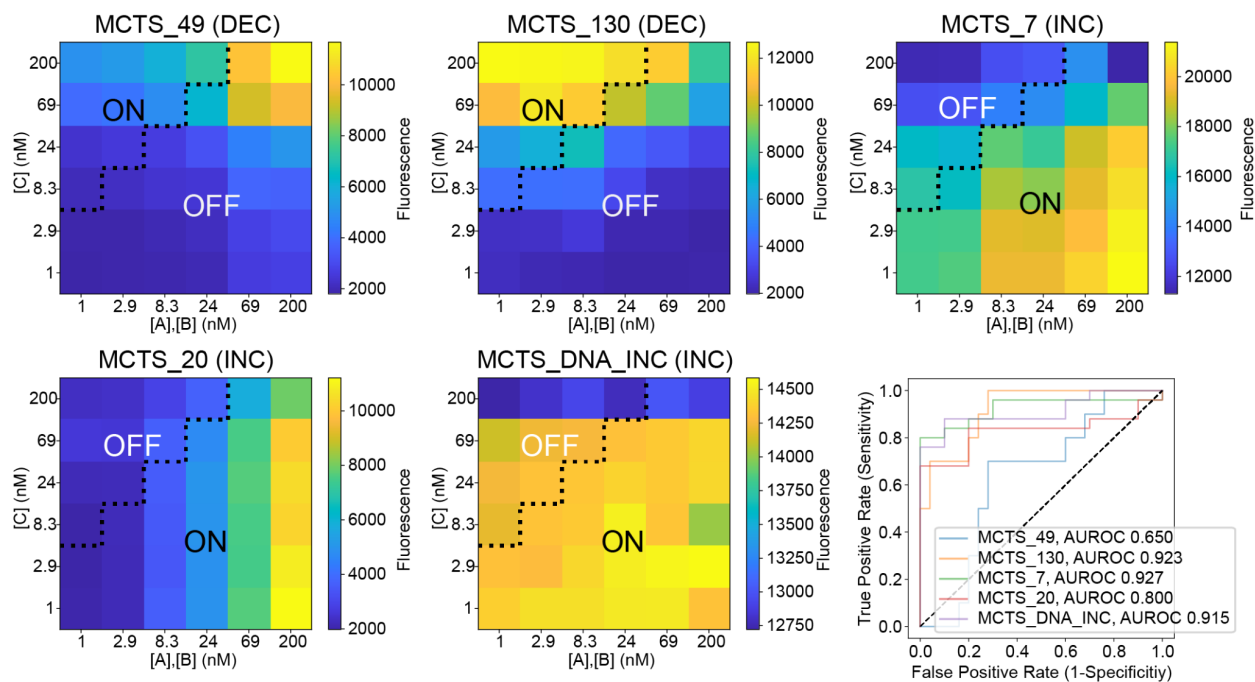 MCTS_49 (DEC)
200
69
24
8.3
2.9
1
[C] (nM)
ON
OFF
1 2.9 8.3 24 69 200
[A],[B] (nM)
10000
8000
6000
4000
2000
Fluorescence
MCTS_130 (DEC)
200
69
24
8.3
2.9
1
[C] (nM)
ON
OFF
1 2.9 8.3 24 69 200
[A],[B] (nM)
12000
10000
8000
6000
4000
2000
Fluorescence
MCTS_7 (INC)
200
69
24
8.3
2.9
1
[C] (nM)
OFF
ON
1 2.9 8.3 24 69 200
[A],[B] (nM)
20000
18000
16000
14000
12000
Fluorescence
MCTS_20 (INC)
200
69
24
8.3
2.9
1
[C] (nM)
OFF
ON
1 2.9 8.3 24 69 200
[A],[B] (nM)
10000
8000
6000
4000
2000
Fluorescence
MCTS_DNA_INC (INC)
200
69
24
8.3
2.9
1
[C] (nM)
OFF
ON
1 2.9 8.3 24 69 200
[A],[B] (nM)
14500
14250
14000
13750
13500
13250
13000
12750
Fluorescence
1.0
0.8
0.6
0.4
0.2
0.0
True Positive Rate (Sensitivity)
MCTS_49, AUROC 0.650
MCTS_130, AUROC 0.923
MCTS_7, AUROC 0.927
MCTS_20, AUROC 0.800
MCTS_DNA_INC, AUROC 0.915
0.0 0.2 0.4 0.6 0.8 1.0
False Positive Rate (1-Specificitiy)